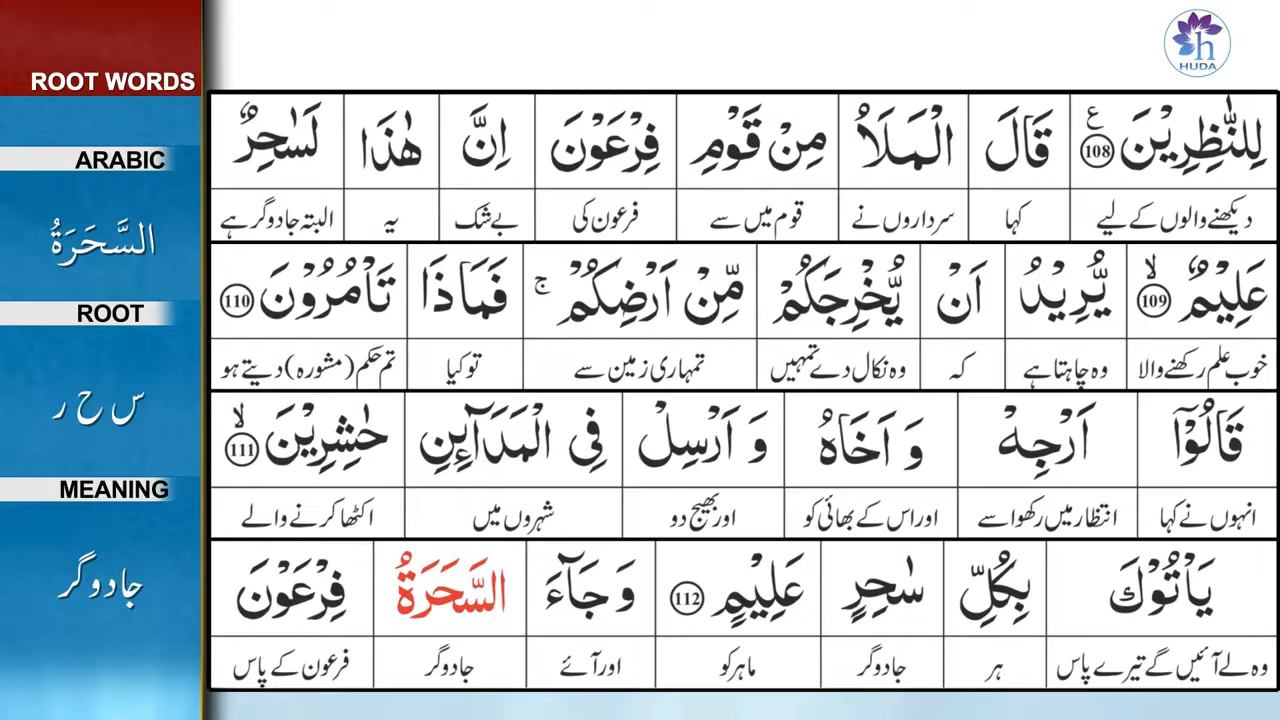 h
HUDA
ROOT WORDS
ARABIC
السَّحَرَةُ
ROOT
س ح ر
MEANING
جادوگر
لِلنّٰظِرِیْنَ ع 108 قَالَ الْمَلَاُ مِنْ قَوْمِ فِرْعَوْنَ اِنَّ هٰذَا لَسٰحِرٌ
دیکھنے والوں کے لیے کہا سرداروں نے قوم میں سے فرعون کی بے شک یہ البتہ جادوگر ہے
عَلِیْمٌ 109 لا یُّرِیْدُ اَنْ یُّخْرِجَكُمْ مِّنْ اَرْضِكُمْ ج فَمَاذَا تَاْمُرُوْنَ 110
خوب علم رکھنے والا وہ چاہتا ہے کہ وہ نکال دے تمہیں تمہاری زمین سے تو کیا تم حکم (مشورہ) دیتے ہو
قَالُوْۤا اَرْجِهْ وَ اَخَاهُ وَ اَرْسِلْ فِی الْمَدَآىِٕنِ حٰشِرِیْنَ 111 لا
انہوں نے کہا انتظار میں رکھو اسے اور اس کے بھائی کو اور بھیج دو شہروں میں اکٹھا کرنے والے
یَاْتُوْكَ بِكُلِّ سٰحِرٍ عَلِیْمٍ 112 وَ جَآءَ السَّحَرَةُ فِرْعَوْنَ
وہ لے آئیں گے تیرے پاس ہر جادوگر ماہر کو اور آئے جادوگر فرعون کے پاس